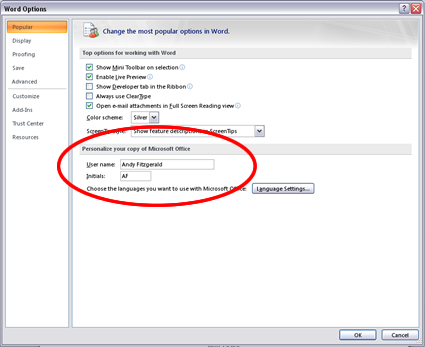 Word Options
Popular
Display
Proofing
Save
Advanced
Customize
Add-Ins
Trust Center
Resources
Change the most popular options in Word.
Top options for working with Word
Show Mini Toolbar on selection
Enable Live Preview
Show Developer tab in the Ribbon
Always use ClearType
Open e-mail attachments in Full Screen Reading view
Color scheme: Silver
ScreenTip style: Show feature descriptions in ScreenTips
Personalize your copy of Microsoft Office
User name: Andy Fitzgerald
Initials: AF
Choose the languages you want to use with Microsoft Office: Language Settings...
OK Cancel